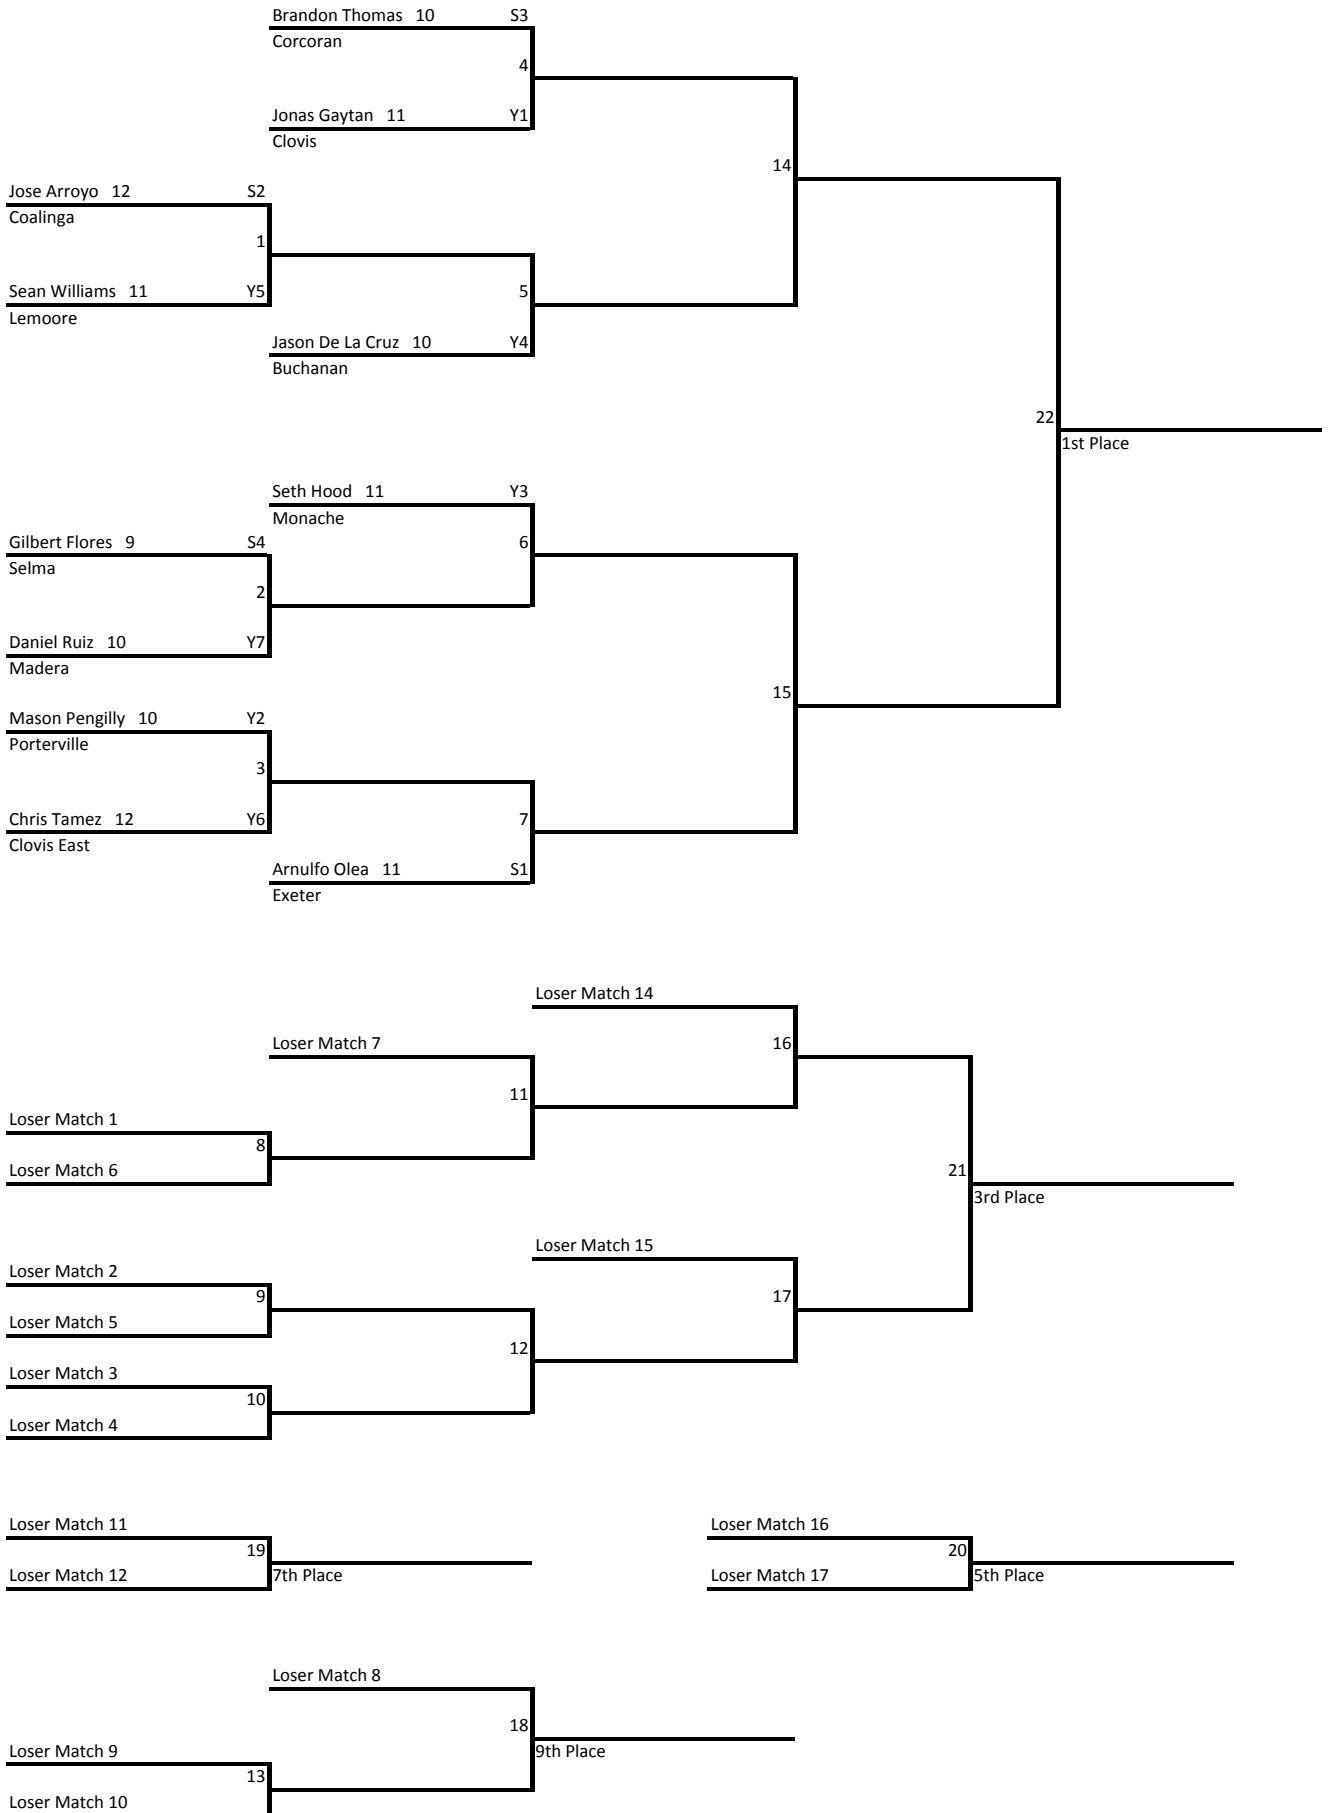 Brandon Thomas 10 S3
Corcoran
4
Jonas Gaytan 11 Y1
Clovis
14
Jose Arroyo 12 S2
Coalinga
1
Sean Williams 11 Y5
Lemoore
5
Jason De La Cruz 10 Y4
Buchanan
22
1st Place
Seth Hood 11 Y3
Monache
Gilbert Flores 9 S4
Selma
6
2
Daniel Ruiz 10 Y7
Madera
15
Mason Pengilly 10 Y2
Porterville
3
Chris Tamez 12 Y6
Clovis East
7
Arnulfo Olea 11 S1
Exeter
Loser Match 14
Loser Match 7
16
11
Loser Match 1
8
Loser Match 6
21
3rd Place
Loser Match 15
Loser Match 2
9
17
Loser Match 5
12
Loser Match 3
10
Loser Match 4
Loser Match 11
19
Loser Match 12
7th Place
Loser Match 16
20
Loser Match 17
5th Place
Loser Match 8
18
9th Place
Loser Match 9
13
Loser Match 10